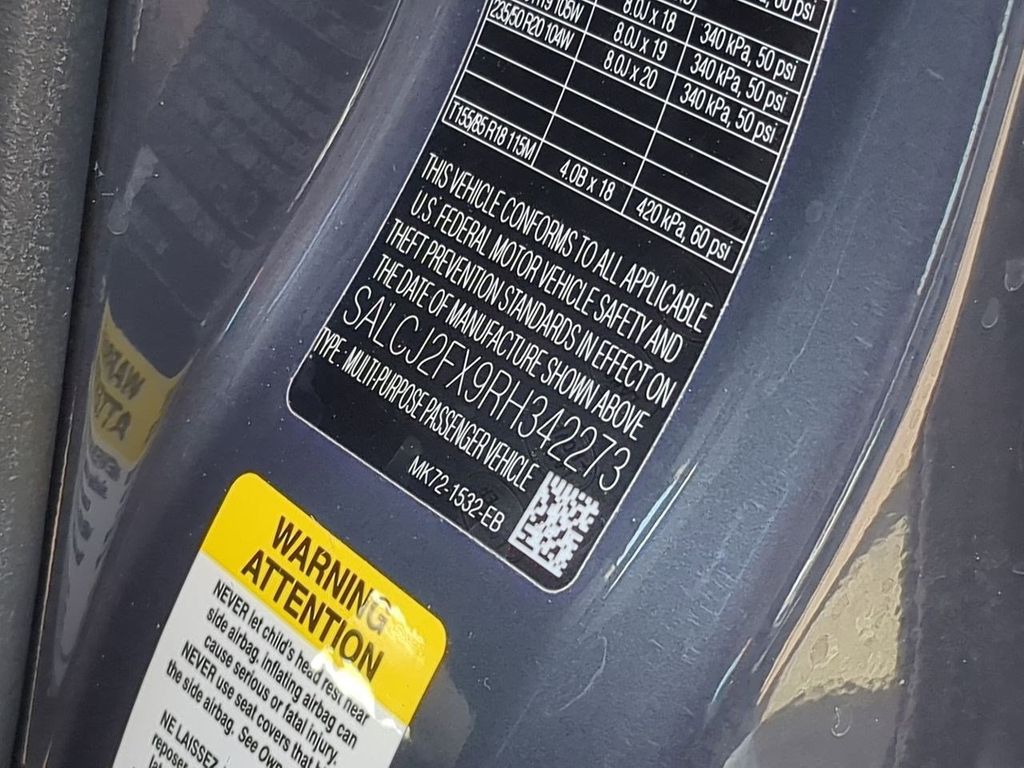 8.0J x 18
340 kPa, 50 psi
235/50 R20 104W
8.0J x 19
340 kPa, 50 psi
8.0J x 20
340 kPa, 50 psi
T155/85 R18 115M
4.0B x 18
420 kPa, 60 psi
THIS VEHICLE CONFORMS TO ALL APPLICABLE
U.S. FEDERAL MOTOR VEHICLE SAFETY AND
THEFT PREVENTION STANDARDS IN EFFECT ON
THE DATE OF MANUFACTURE SHOWN ABOVE
SALCJ2FX9RH342273
TYPE : MULTI-PURPOSE PASSENGER VEHICLE
MK72-1532-EB
WARNING
ATTENTION
NEVER let child's head rest near
side airbag. Inflating airbag can
cause serious or fatal injury.
NEVER use seat covers that
the side airbag. See
NE LAISSEZ